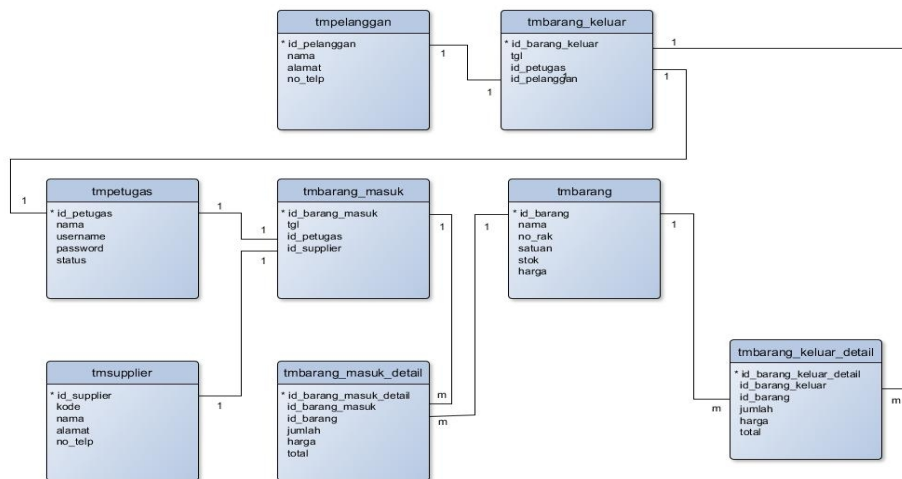 tmpelanggan
* id_pelanggan
nama
alamat
no_telp
1
1
tmbarang_keluar
* id_barang_keluar
tgl
id_petugas
id_pelanggan
1
1
1
tmpetugas
* id_petugas
nama
username
password
status
1
1
1
1
tmbarang_masuk
* id_barang_masuk
tgl
id_petugas
id_supplier
1
tmbarang
* id_barang
nama
no_rak
satuan
stok
harga
1
1
tmsupplier
* id_supplier
kode
nama
alamat
no_telp
1
tmbarang_masuk_detail
* id_barang_masuk_detail
id_barang_masuk
id_barang
jumlah
harga
total
m
m
tmbarang_keluar_detail
* id_barang_keluar_detail
id_barang_keluar
id_barang
jumlah
harga
total
m
m